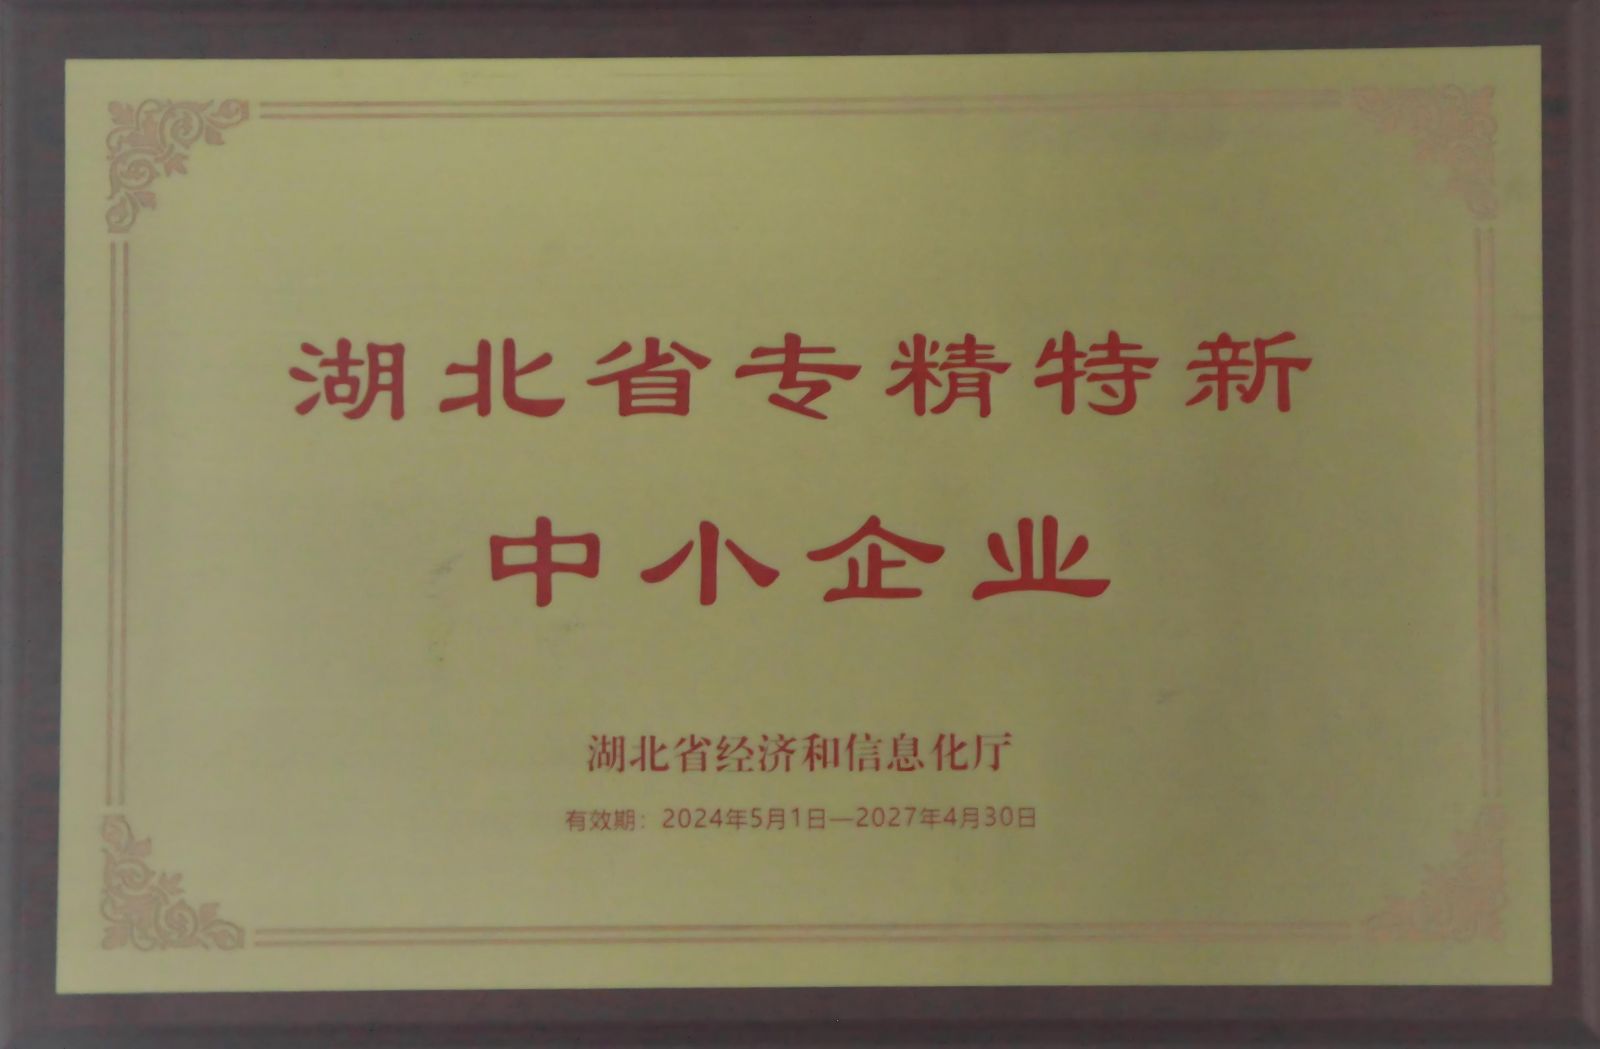 湖北省专精特新
中小企业
湖北省经济和信息化厅
有效期：2024年5月1日—2027年4月30日